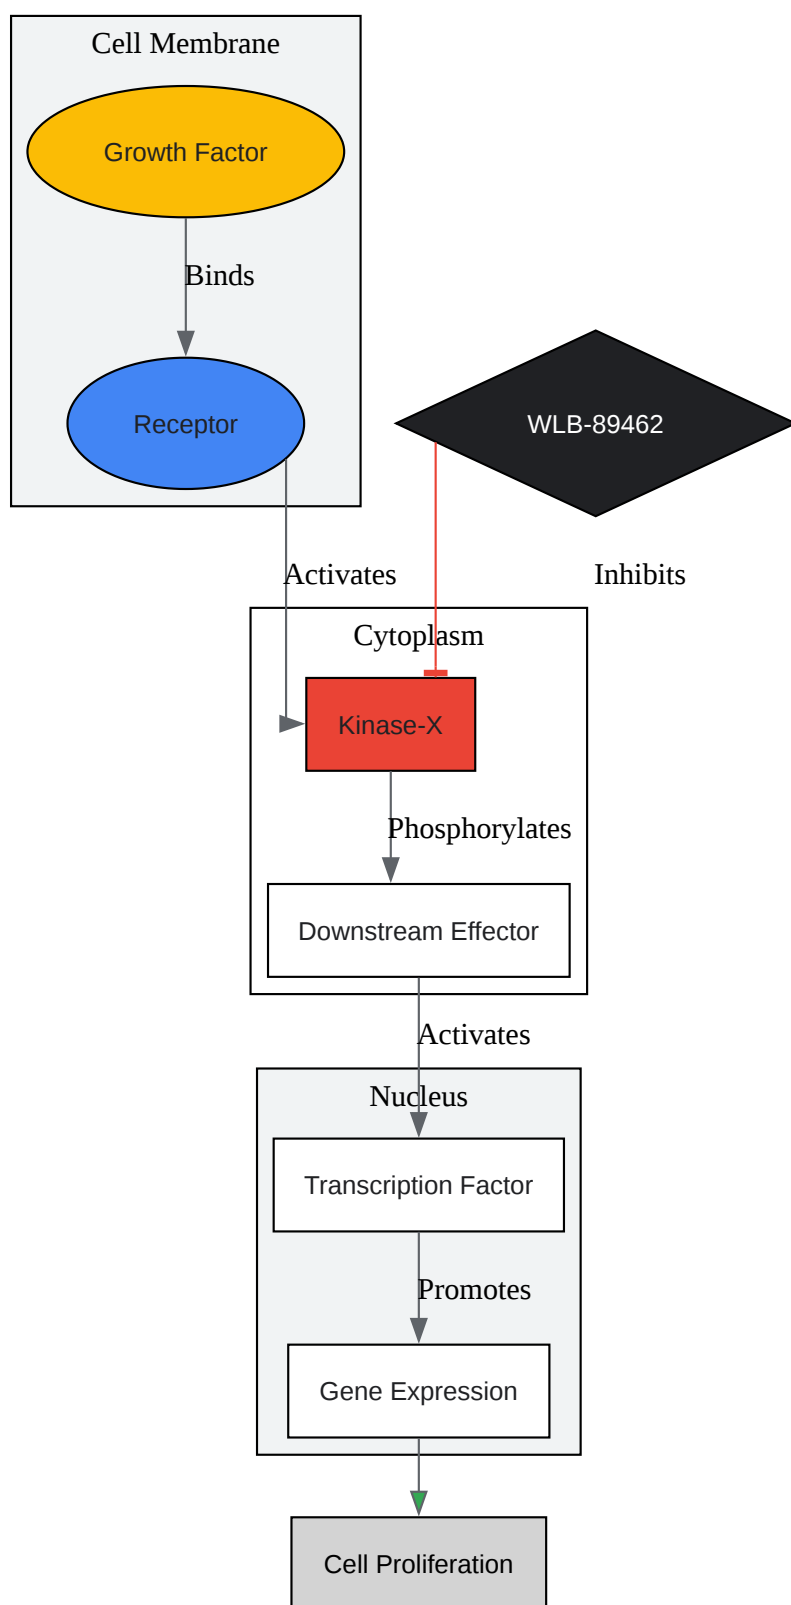 Cell Membrane
Growth Factor
Binds
Receptor
WLB-89462
Activates
Inhibits
Cytoplasm
Kinase-X
Phosphorylates
Downstream Effector
Activates
Nucleus
Transcription Factor
Promotes
Gene Expression
Cell Proliferation